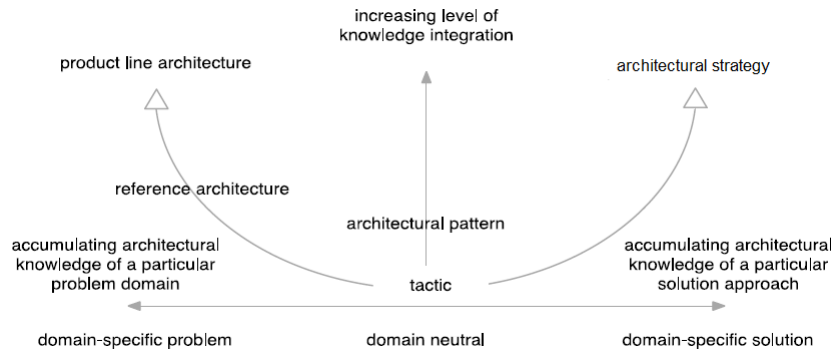 increasing level of
knowledge integration
product line architecture
architectural strategy
reference architecture
architectural pattern
accumulating architectural
knowledge of a particular
problem domain
accumulating architectural
knowledge of a particular
solution approach
tactic
domain-specific problem
domain neutral
domain-specific solution